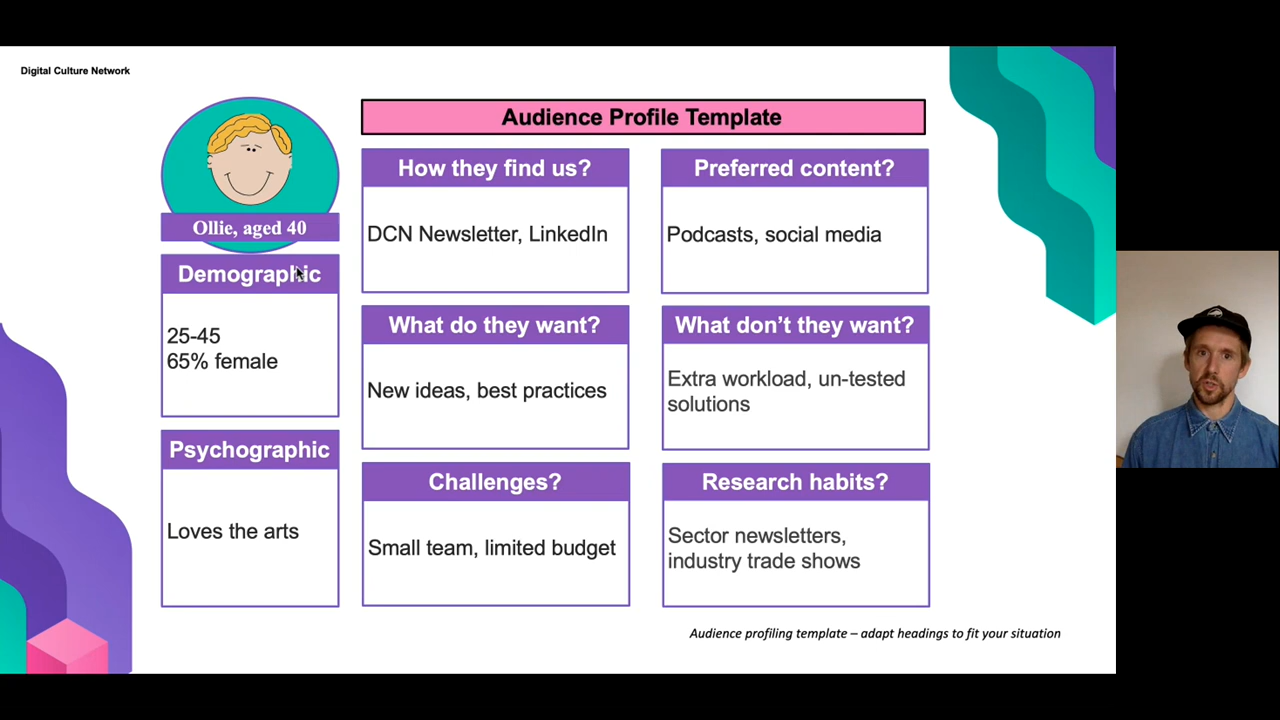 Digital Culture Network
Audience Profile Template
Ollie, aged 40
Demographic
25-45
65% female
Psychographic
Loves the arts
How they find us?
DCN Newsletter, LinkedIn
Preferred content?
Podcasts, social media
What do they want?
New ideas, best practices
What don’t they want?
Extra workload, un-tested
solutions
Challenges?
Small team, limited budget
Research habits?
Sector newsletters,
industry trade shows
Audience profiling template – adapt headings to fit your situation